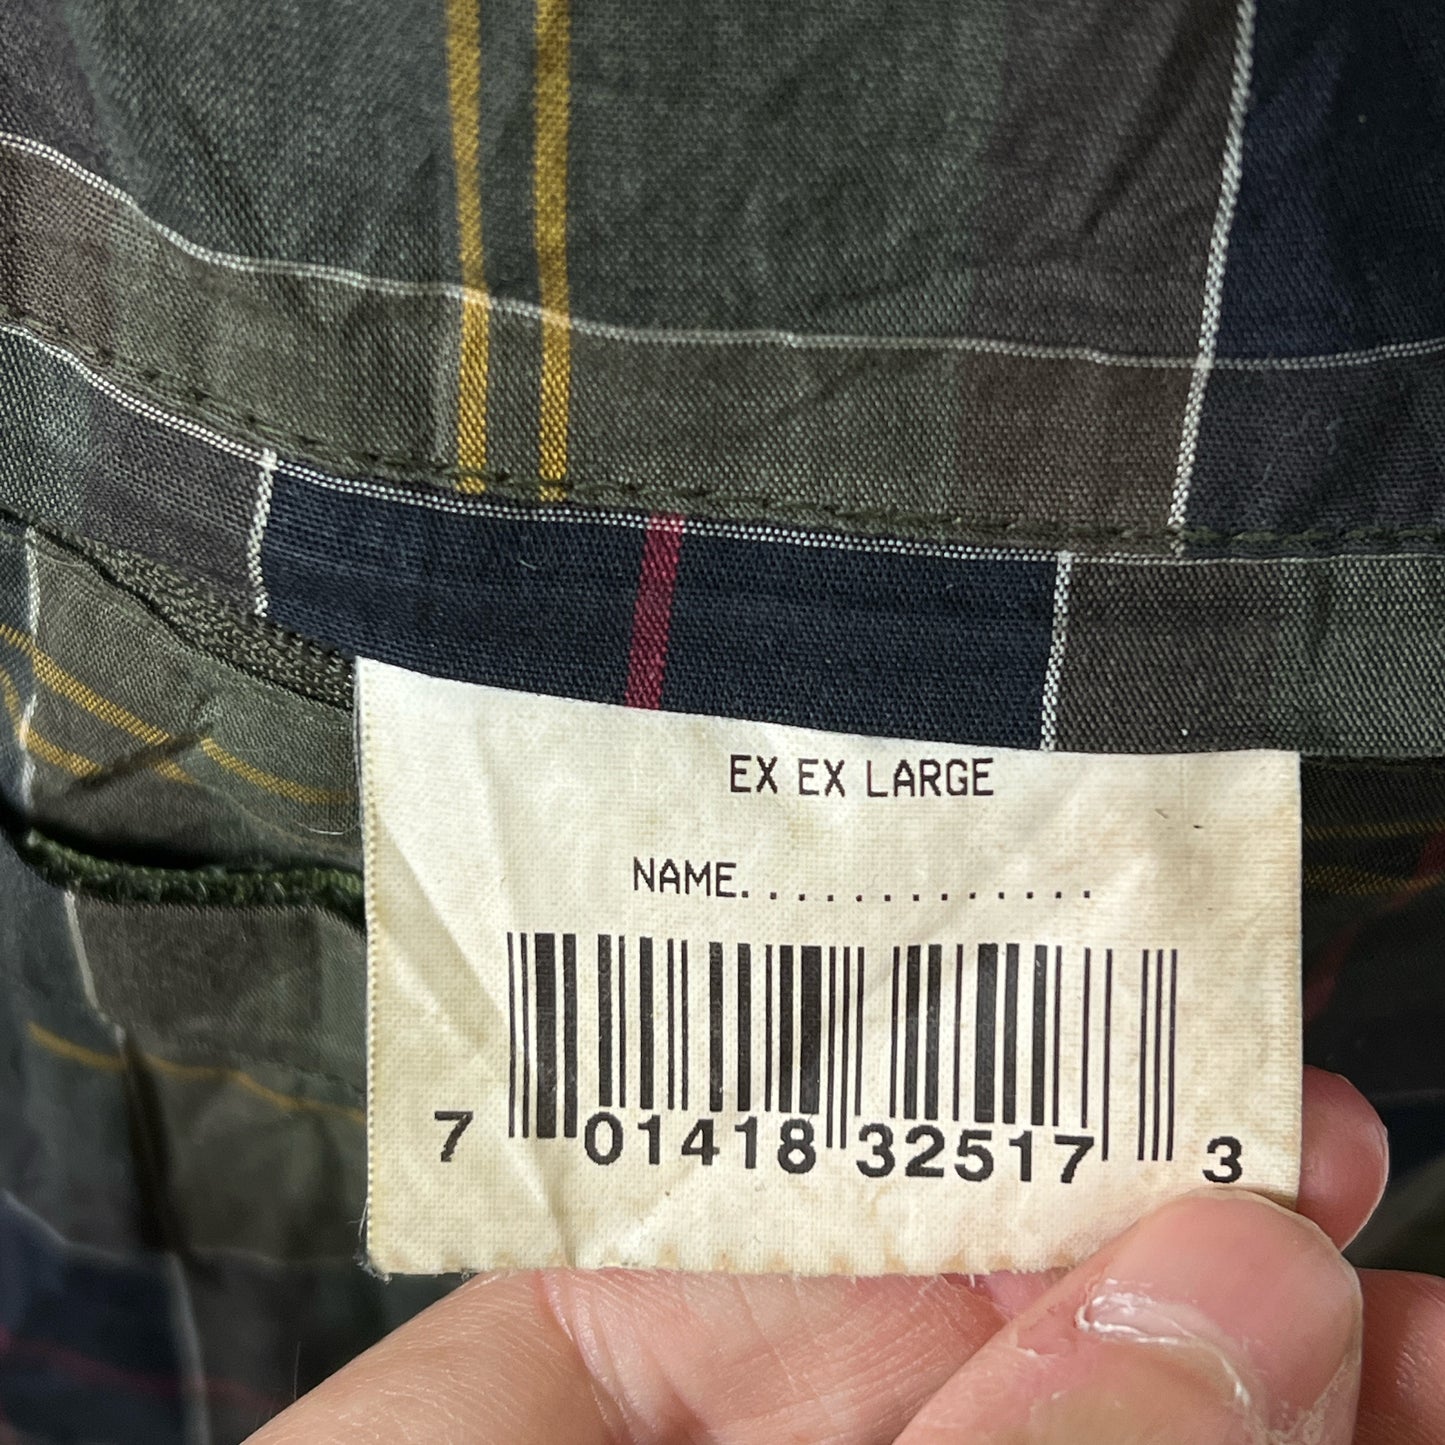 EX EX LARGE
NAME..............
7 01418 32517 3